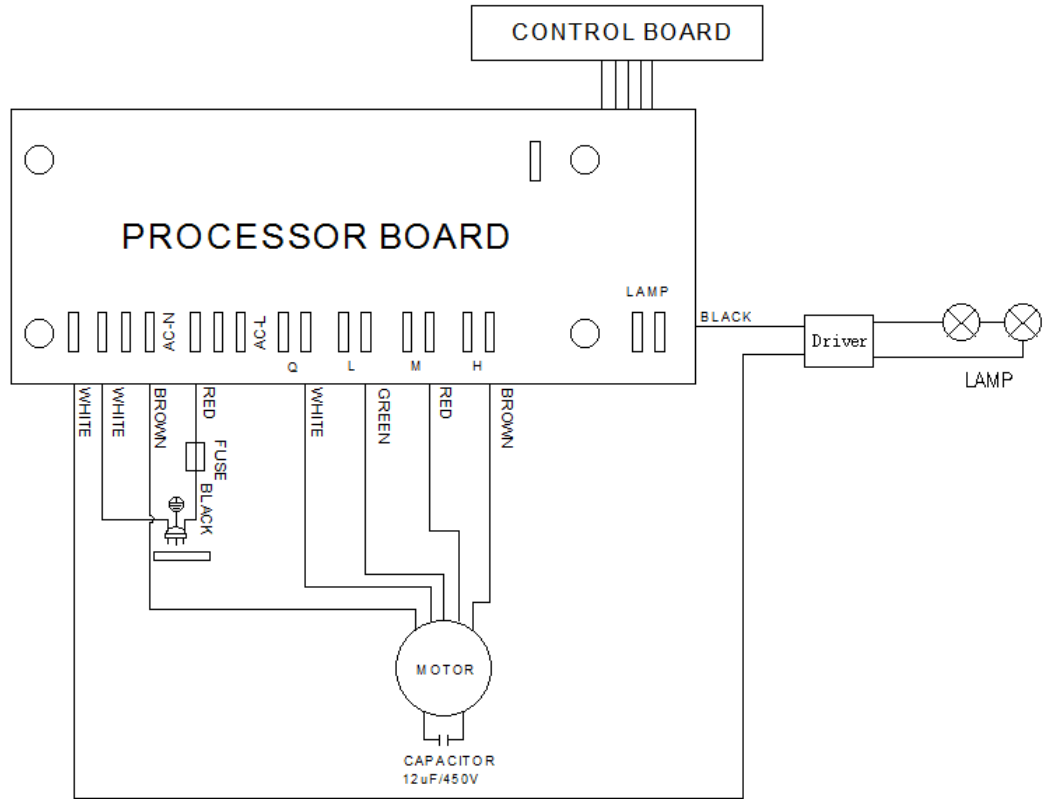 CONTROL BOARD
PROCESSOR BOARD
LAMP
BLACK
AC-N
AC-L
Driver
Q
L
M
H
LAMP
WHITE
WHITE
BROWN
RED
WHITE
GREEN
RED
BROWN
FUSE
BLACK
MOTOR
CAPACITOR
12uF/450V